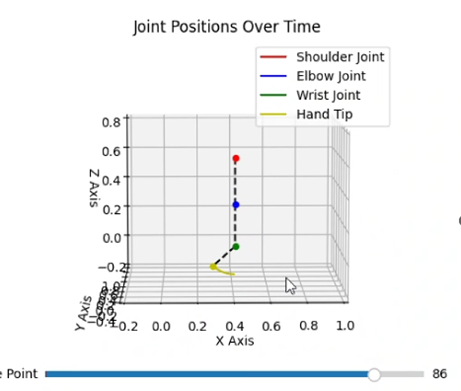 Joint Positions Over Time
Shoulder Joint
Elbow Joint
Wrist Joint
Hand Tip
0.8
0.6
0.4
0.2
0.0
−0.2
Z Axis
Y Axis
−0.2 0.0 0.2 0.4 0.6 0.8 1.0
X Axis
Point
86